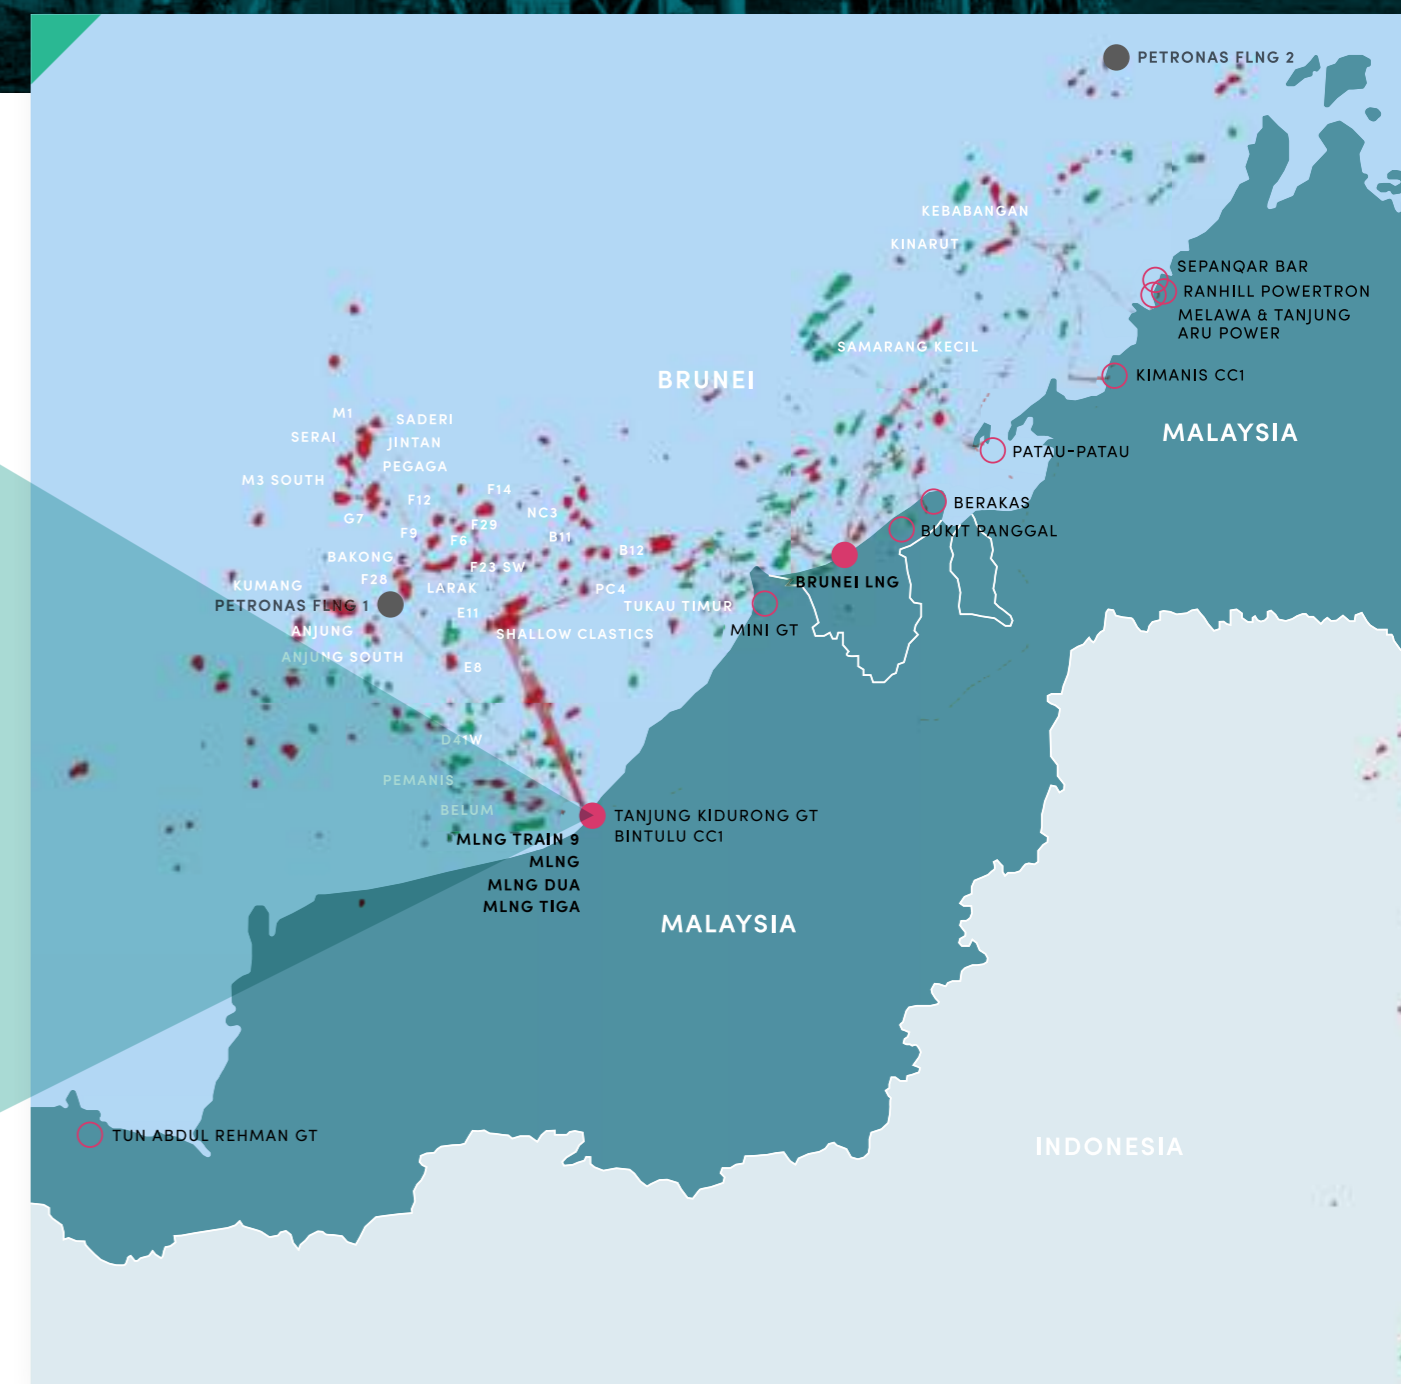 PETRONAS FLNG 2
KEBABANGAN
KINARUT
SEPANQAR BAR
RANHILL POWERTRON
MELAWA & TANJUNG
ARU POWER
SAMARANG KECIL
BRUNEI
KIMANIS CC1
M1
SADERI
SERAI
JINTAN
MALAYSIA
PATAU-PATAU
PEGAGA
M3 SOUTH
F14
F12
BERAKAS
NC3
G7
F29
BUKIT PANGGAL
F9
F6
B11
B12
BAKONG
F23 SW
F28
BRUNEI LNG
KUMANG
LARAK
PC4
PETRONAS FLNG 1
TUKAU TIMUR
E11
ANJUNG
SHALLOW CLASTICS
MINI GT
ANJUNG SOUTH
E8
D41W
PEMANIS
BELUM
TANJUNG KIDURONG GT
BINTULU CC1
MLNG TRAIN 9
MLNG
MLNG DUA
MLNG TIGA
MALAYSIA
TUN ABDUL REHMAN GT
INDONESIA